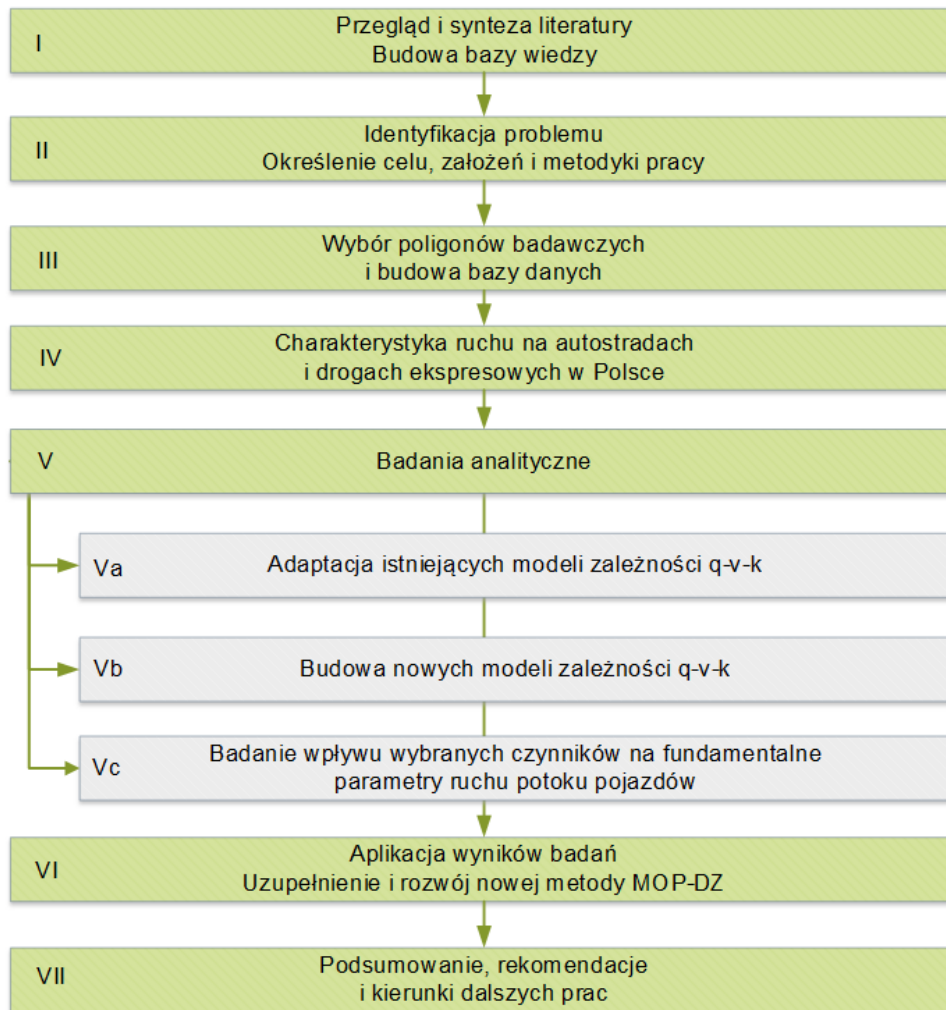 I
Przegląd i synteza literatury
Budowa bazy wiedzy
II
Identyfikacja problemu
Określenie celu, założeń i metodyki pracy
III
Wybór poligonów badawczych
i budowa bazy danych
IV
Charakterystyka ruchu na autostradach
i drogach ekspresowych w Polsce
V
Badania analityczne
Va
Adaptacja istniejących modeli zależności q-v-k
Vb
Budowa nowych modeli zależności q-v-k
Vc
Badanie wpływu wybranych czynników na fundamentalne
parametry ruchu potoku pojazdów
VI
Aplikacja wyników badań
Uzupełnienie i rozwój nowej metody MOP-DZ
VII
Podsumowanie, rekomendacje
i kierunki dalszych prac